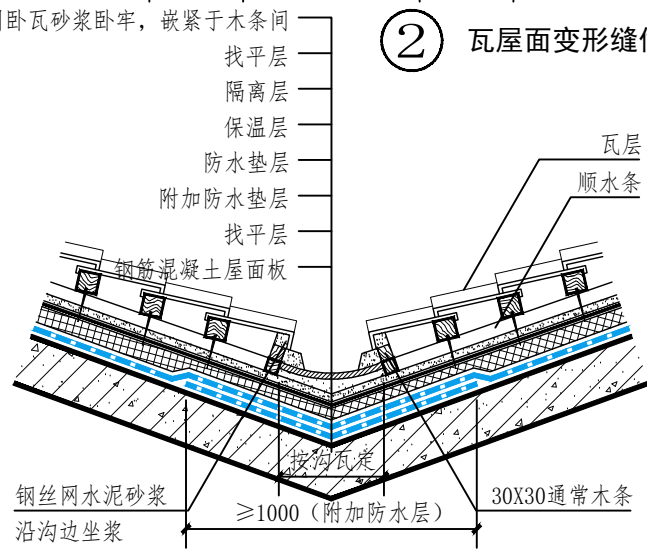 卧瓦砂浆卧牢，嵌紧于木条间
找平层
隔离层
保温层
防水垫层
附加防水垫层
找平层
钢筋混凝土屋面板
2 瓦屋面变形缝
瓦层
顺水条
按沟瓦定
钢丝网水泥砂浆
沿沟边坐浆
≥1000（附加防水层）
30X30通常木条